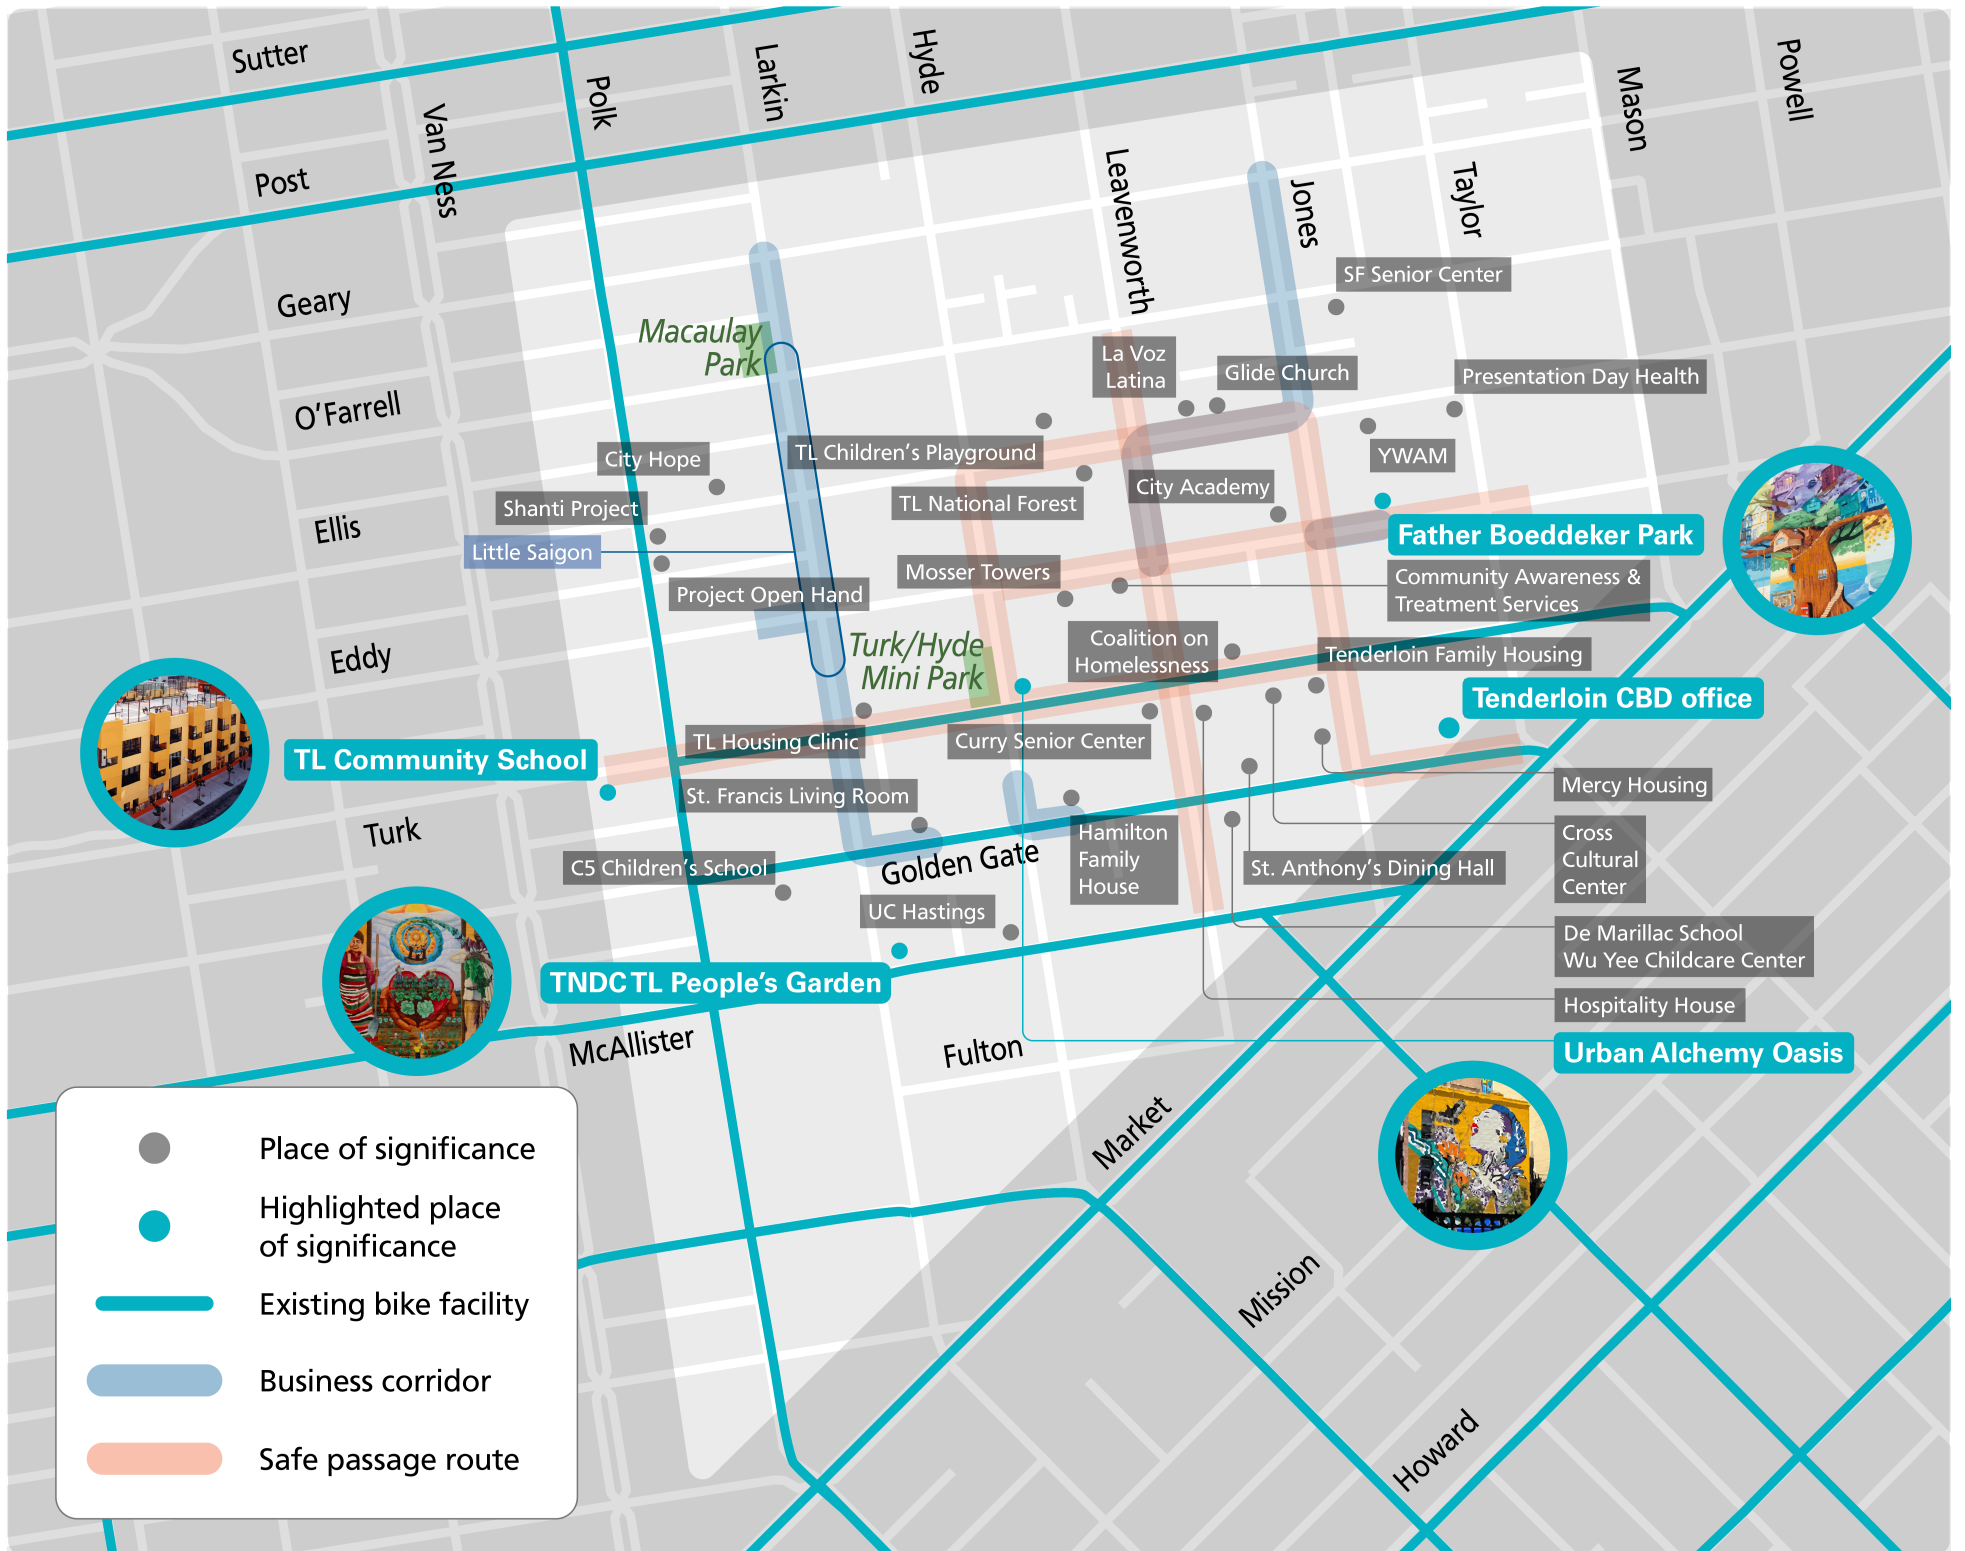 Sutter
Post
Geary
O'Farrell
Ellis
Eddy
Turk
Golden Gate
McAllister
Fulton
Market
Mission
Howard
Van Ness
Polk
Larkin
Hyde
Leavenworth
Jones
Taylor
Mason
Powell
SF Senior Center
Macaulay
Park
La Voz
Latina
Glide Church
Presentation Day Health
City Hope
TL Children's Playground
YWAM
Shanti Project
TL National Forest
City Academy
Father Boeddeker Park
Little Saigon
Project Open Hand
Mosser Towers
Community Awareness &
Treatment Services
Turk/Hyde
Mini Park
Coalition on
Homelessness
Tenderloin Family Housing
Tenderloin CBD office
TL Community School
TL Housing Clinic
Curry Senior Center
Mercy Housing
St. Francis Living Room
Hamilton
Family
House
Cross
Cultural
Center
C5 Children's School
St. Anthony's Dining Hall
UC Hastings
De Marillac School
Wu Yee Childcare Center
TNDC TL People's Garden
Hospitality House
Urban Alchemy Oasis
Place of significance
Highlighted place
of significance
Existing bike facility
Business corridor
Safe passage route